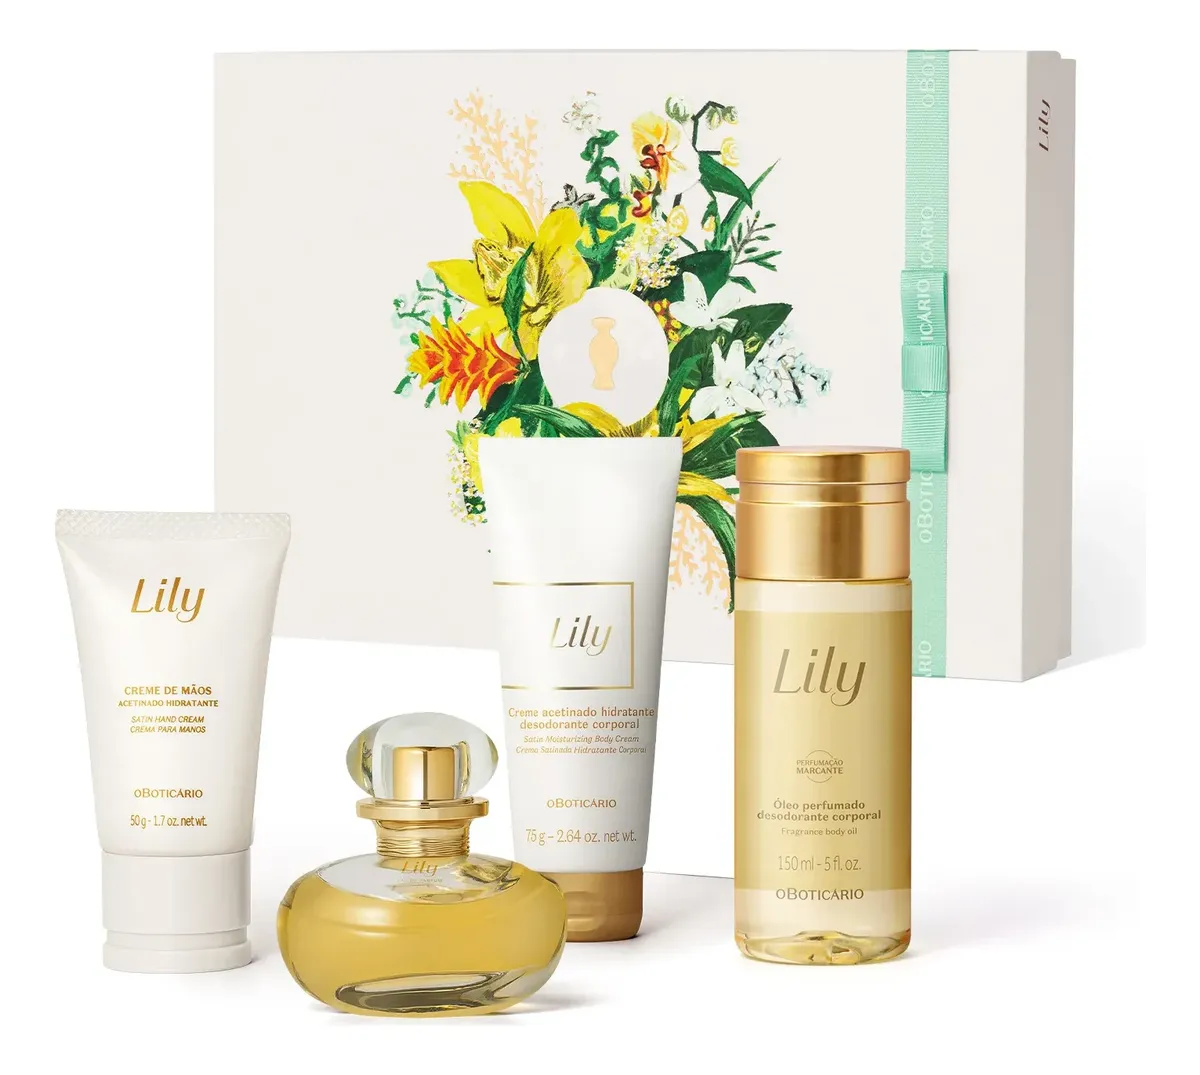 Lily
oBOTICÁRIO
Lily
CREME DE MÃOS
ACETINADO HIDRATANTE
SATIN HAND CREAM
CREMA PARA MANOS
oBOTICÁRIO
50g - 1.7 oz. net wt.
Lily
Lily
Creme acetinado hidratante
desodorante corporal
Satin Moisturizing Body Cream
Crema Satinada Hidratante Corporal
oBOTICÁRIO
75 g – 2.64 oz. net wt.
Lily
PERFUMAÇÃO
MARCANTE
Óleo perfumado
desodorante corporal
Fragrance body oil
150 ml - 5 fl. oz.
oBOTICÁRIO